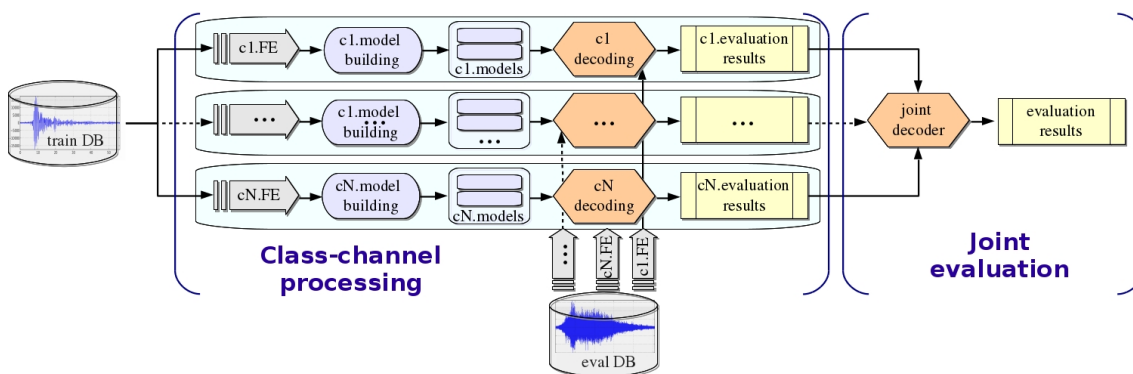 c1.FE
c1.model
building
c1.models
c1
decoding
c1.evaluation
results
train DB
...
c1.model
building
...
...
...
...
joint
decoder
evaluation
results
cN.FE
cN.model
building
cN.models
cN
decoding
cN.evaluation
results
Class-channel
processing
...
cN.FE
c1.FE
eval DB
Joint
evaluation